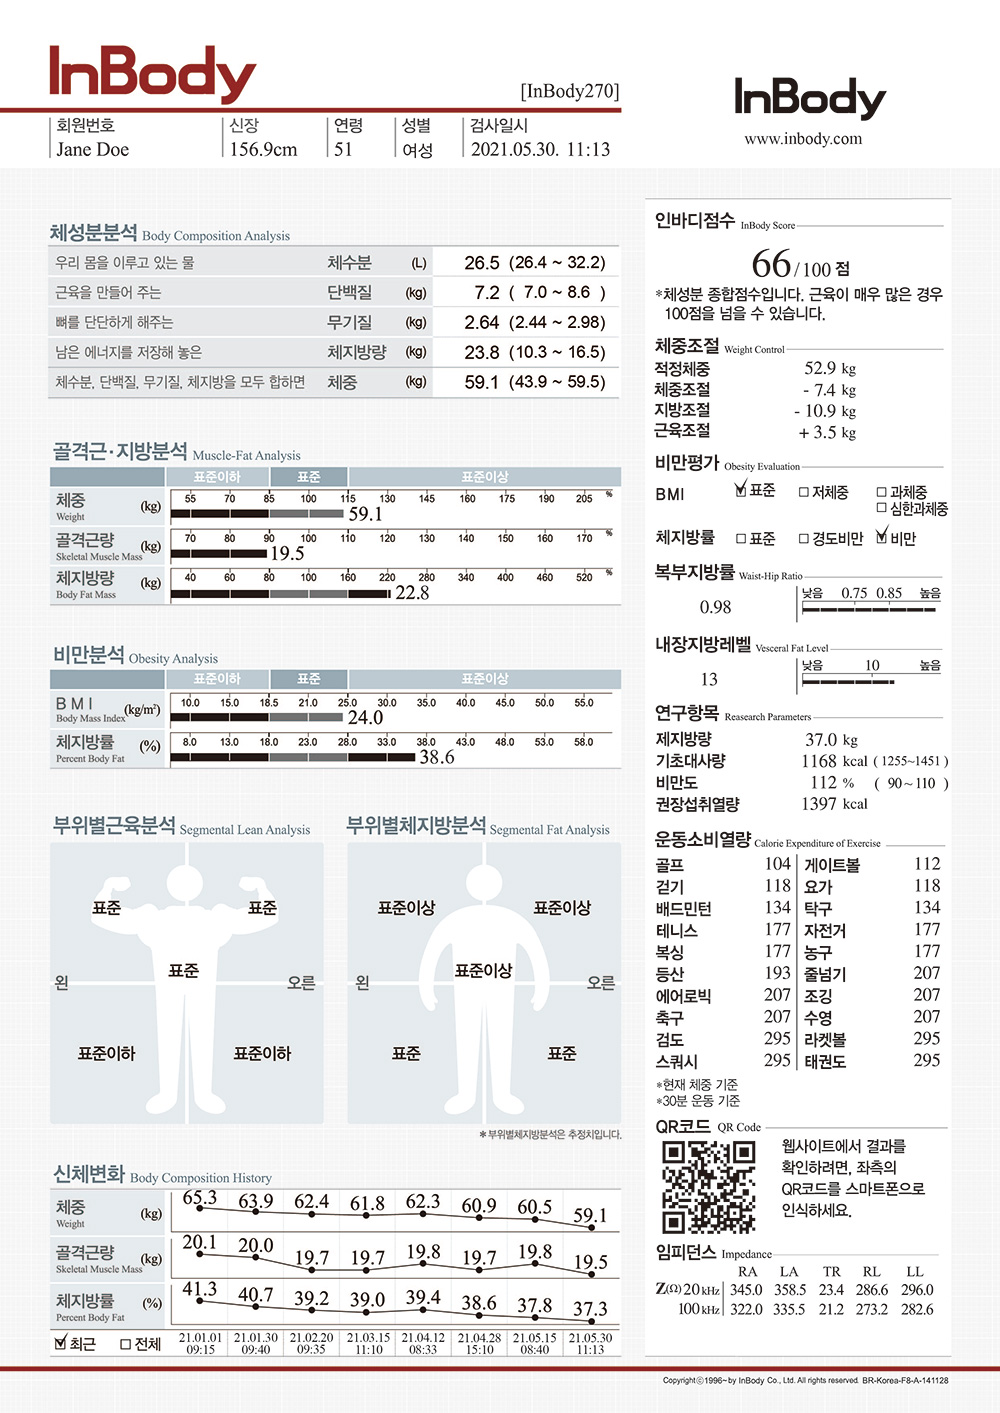 InBody
[InBody270]
InBody
www.inbody.com
회원번호 신장 연령 성별 검사일시
Jane Doe 156.9cm 51 여성 2021.05.30. 11:13
체성분분석 Body Composition Analysis
우리 몸을 이루고 있는 물 체수분 (L) 26.5 (26.4 ~ 32.2)
근육을 만들어 주는 단백질 (kg) 7.2 ( 7.0 ~ 8.6 )
뼈를 단단하게 해주는 무기질 (kg) 2.64 (2.44 ~ 2.98)
남은 에너지를 저장해 놓은 체지방량 (kg) 23.8 (10.3 ~ 16.5)
체수분, 단백질, 무기질, 체지방을 모두 합하면 체중 (kg) 59.1 (43.9 ~ 59.5)
골격근·지방분석 Muscle-Fat Analysis
표준이하 표준 표준이상
체중 (kg) 55 70 85 100 115 130 145 160 175 190 205 %
Weight 59.1
골격근량 (kg) 70 80 90 100 110 120 130 140 150 160 170 %
Skeletal Muscle Mass 19.5
체지방량 (kg) 40 60 80 100 160 220 280 340 400 460 520 %
Body Fat Mass 22.8
비만분석 Obesity Analysis
표준이하 표준 표준이상
BMI (kg/m²) 10.0 15.0 18.5 21.0 25.0 30.0 35.0 40.0 45.0 50.0 55.0
Body Mass Index 24.0
체지방률 (%) 8.0 13.0 18.0 23.0 28.0 33.0 38.0 43.0 48.0 53.0 58.0
Percent Body Fat 38.6
부위별근육분석 Segmental Lean Analysis
표준 표준
표준
왼 오른
표준이하 표준이하
부위별체지방분석 Segmental Fat Analysis
표준이상 표준이상
표준이상
왼 오른
표준 표준
*부위별체지방분석은 추정치입니다.
신체변화 Body Composition History
체중 (kg) 65.3 63.9 62.4 61.8 62.3 60.9 60.5 59.1
Weight
골격근량 (kg) 20.1 20.0 19.7 19.7 19.8 19.7 19.8 19.5
Skeletal Muscle Mass
체지방률 (%) 41.3 40.7 39.2 39.0 39.4 38.6 37.8 37.3
Percent Body Fat
최근 전체 21.01.01 21.01.30 21.02.20 21.03.15 21.04.12 21.04.28 21.05.15 21.05.30
09:15 09:40 09:35 11:10 08:33 15:10 08:40 11:13
인바디점수 InBody Score
66/100 점
*체성분 종합점수입니다. 근육이 매우 많은 경우
100점을 넘을 수 있습니다.
체중조절 Weight Control
적정체중 52.9 kg
체중조절 - 7.4 kg
지방조절 - 10.9 kg
근육조절 + 3.5 kg
비만평가 Obesity Evaluation
BMI 표준 저체중 과체중
심한과체중
체지방률 표준 경도비만 비만
복부지방률 Waist-Hip Ratio
0.98 낮음 0.75 0.85 높음
내장지방레벨 Vesceral Fat Level
13 낮음 10 높음
연구항목 Reasearch Parameters
제지방량 37.0 kg
기초대사량 1168 kcal ( 1255~1451 )
비만도 112 % ( 90~110 )
권장섭취열량 1397 kcal
운동소비열량 Calorie Expenditure of Exercise
골프 104 게이트볼 112
걷기 118 요가 118
배드민턴 134 탁구 134
테니스 177 자전거 177
복싱 177 농구 177
등산 193 줄넘기 207
에어로빅 207 조깅 207
축구 207 수영 207
검도 295 라켓볼 295
스쿼시 295 태권도 295
*현재 체중 기준
*30분 운동 기준
QR코드 QR Code
웹사이트에서 결과를
확인하려면, 좌측의
QR코드를 스마트폰으로
인식하세요.
임피던스 Impedance
RA LA TR RL LL
Z(Ω) 20 kHz 345.0 358.5 23.4 286.6 296.0
100 kHz 322.0 335.5 21.2 273.2 282.6
Copyright ⓒ1996~ by InBody Co., Ltd. All rights reserved. BR-Korea-F8-A-141128